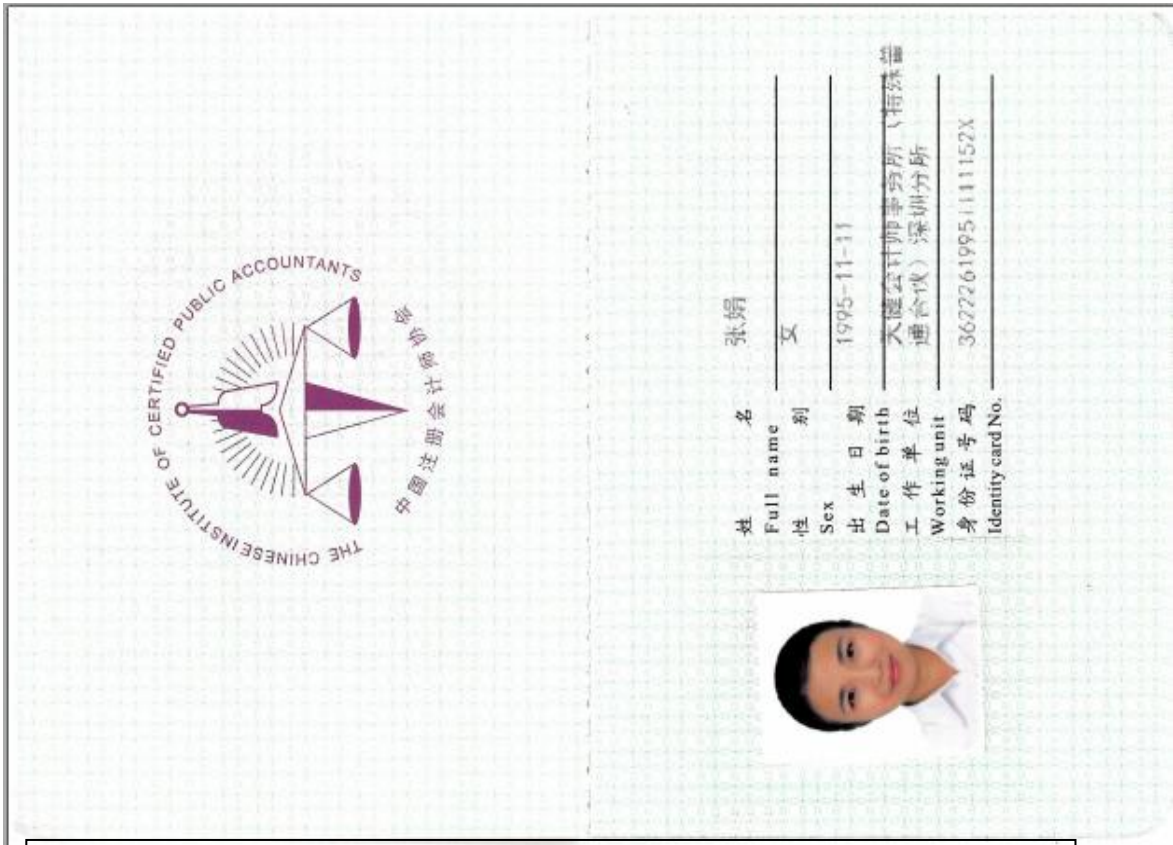 THE CHINESE INSTITUTE OF CERTIFIED PUBLIC ACCOUNTANTS
中国注册会计师协会
姓 名 张娟
Full name
性 别 女
Sex
出生日期 1995-11-11
Date of birth
工作单位 天健会计师事务所（特殊普
Working unit 通合伙）深圳分所
身份证号码 36222619951111152X
Identity card No.